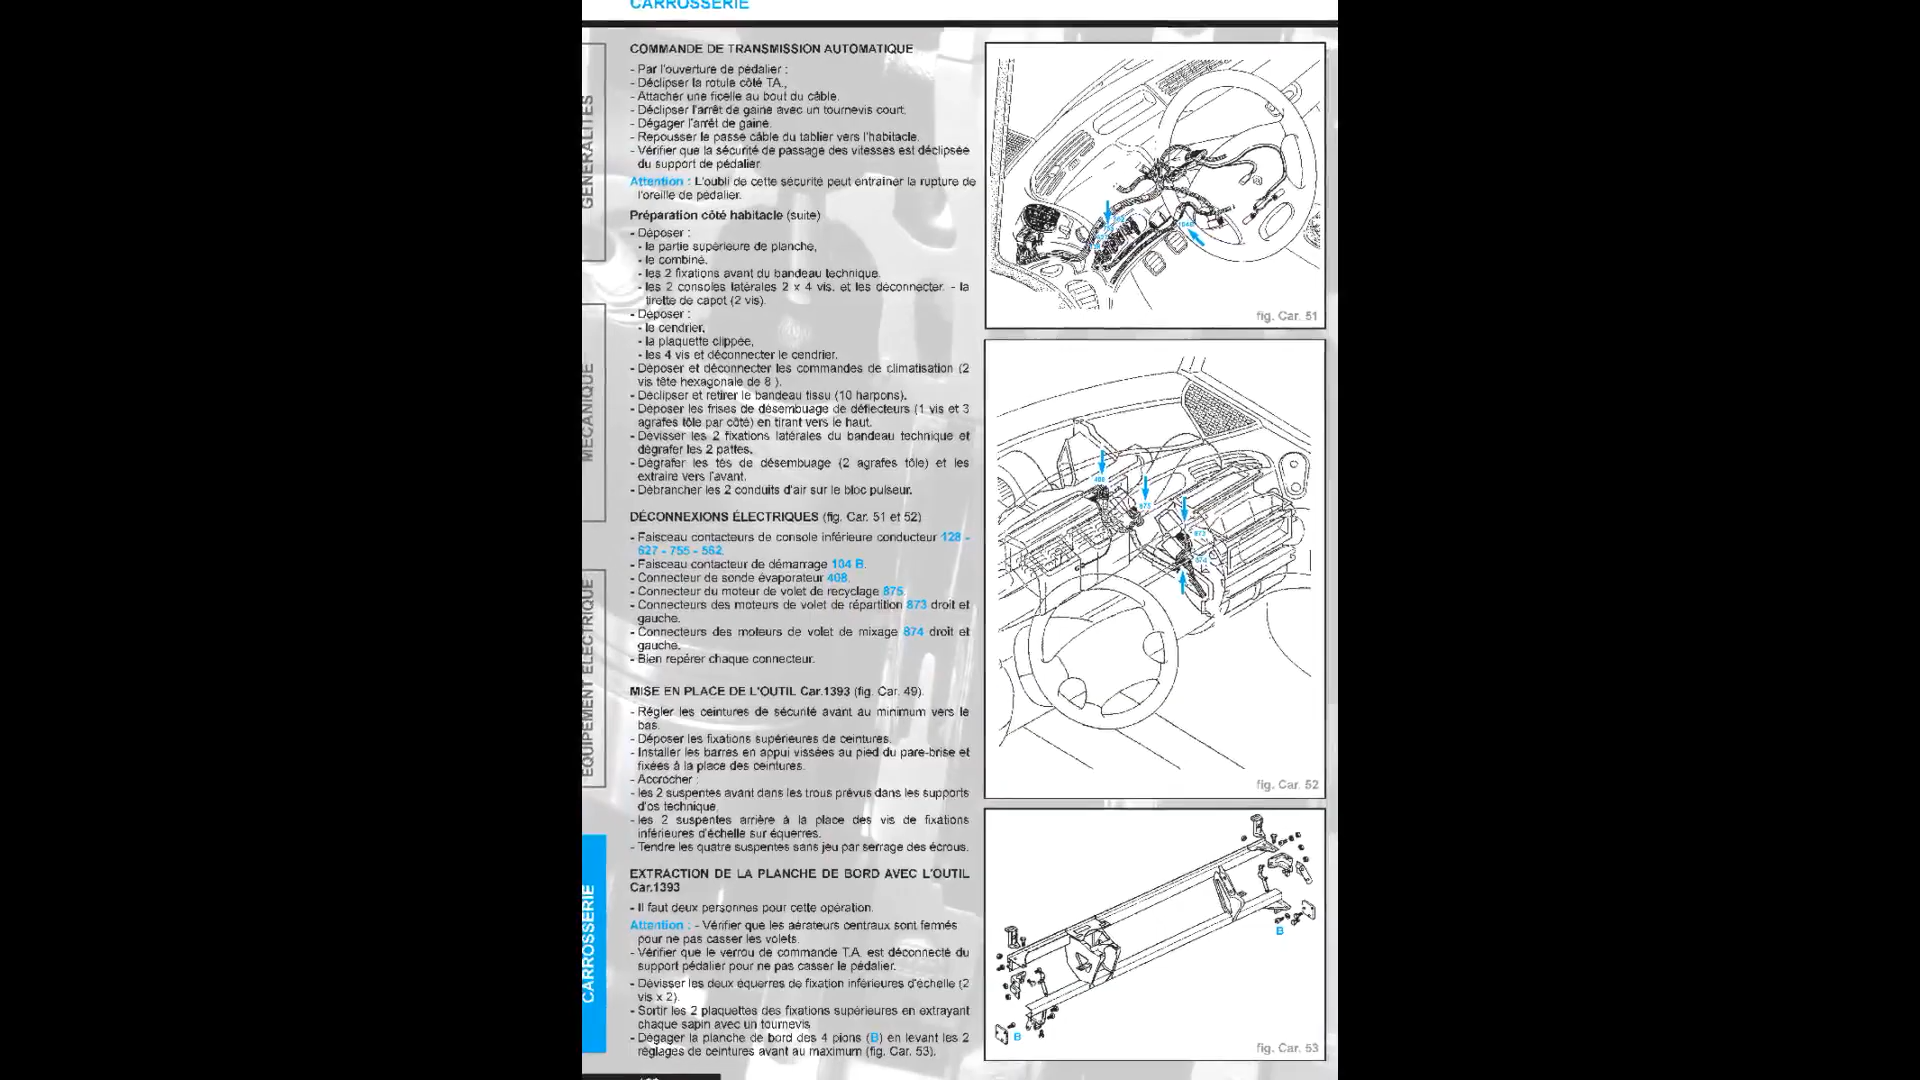 CARROSSERIE
GÉNÉRALITÉS
MÉCANIQUE
ÉQUIPEMENT ÉLECTRIQUE
CARROSSERIE
COMMANDE DE TRANSMISSION AUTOMATIQUE
- Par l'ouverture de pédalier :
- Déclipser la rotule côté TA.,
- Attacher une ficelle au bout du câble.
- Déclipser l'arrêt de gaine avec un tournevis court.
- Dégager l'arrêt de gaine.
- Repousser le passe câble du tablier vers l'habitacle.
- Vérifier que la sécurité de passage des vitesses est déclipsée
du support de pédalier.
Attention : L'oubli de cette sécurité peut entraîner la rupture de
l'oreille de pédalier.
Préparation côté habitacle (suite)
- Déposer :
- la partie supérieure de planche,
- le combiné.
- les 2 fixations avant du bandeau technique.
- les 2 consoles latérales 2 x 4 vis. et les déconnecter. - la
tirette de capot (2 vis).
- Déposer :
- le cendrier,
- la plaquette clippée,
- les 4 vis et déconnecter le cendrier.
- Déposer et déconnecter les commandes de climatisation (2
vis tête hexagonale de 8 ).
- Déclipser et retirer le bandeau tissu (10 harpons).
- Déposer les frises de désembuage de déflecteurs (1 vis et 3
agrafes tôle par côté) en tirant vers le haut.
- Dévisser les 2 fixations latérales du bandeau technique et
dégrafer les 2 pattes.
- Dégrafer les tés de désembuage (2 agrafes tôle) et les
extraire vers l'avant.
- Débrancher les 2 conduits d'air sur le bloc pulseur.
DÉCONNEXIONS ÉLECTRIQUES (fig. Car. 51 et 52)
- Faisceau contacteurs de console inférieure conducteur 128 -
627 - 755 - 562.
- Faisceau contacteur de démarrage 104 B.
- Connecteur de sonde évaporateur 408.
- Connecteur du moteur de volet de recyclage 875.
- Connecteurs des moteurs de volet de répartition 873 droit et
gauche.
- Connecteurs des moteurs de volet de mixage 874 droit et
gauche.
- Bien repérer chaque connecteur.
MISE EN PLACE DE L'OUTIL Car.1393 (fig. Car. 49).
- Régler les ceintures de sécurité avant au minimum vers le
bas.
- Déposer les fixations supérieures de ceintures.
- Installer les barres en appui vissées au pied du pare-brise et
fixées à la place des ceintures.
- Accrocher :
- les 2 suspentes avant dans les trous prévus dans les supports
d'os technique,
- les 2 suspentes arrière à la place des vis de fixations
inférieures d'échelle sur équerres.
- Tendre les quatre suspentes sans jeu par serrage des écrous.
EXTRACTION DE LA PLANCHE DE BORD AVEC L'OUTIL
Car.1393
- Il faut deux personnes pour cette opération.
Attention : - Vérifier que les aérateurs centraux sont fermés
pour ne pas casser les volets.
- Vérifier que le verrou de commande T.A. est déconnecté du
support pédalier pour ne pas casser le pédalier.
- Dévisser les deux équerres de fixation inférieures d'échelle (2
vis x 2).
- Sortir les 2 plaquettes des fixations supérieures en extrayant
chaque sapin avec un tournevis
- Dégager la planche de bord des 4 pions (B) en levant les 2
réglages de ceintures avant au maximum (fig. Car. 53).
104B
fig. Car. 51
408
875
873
874
fig. Car. 52
B
B
A
fig. Car. 53